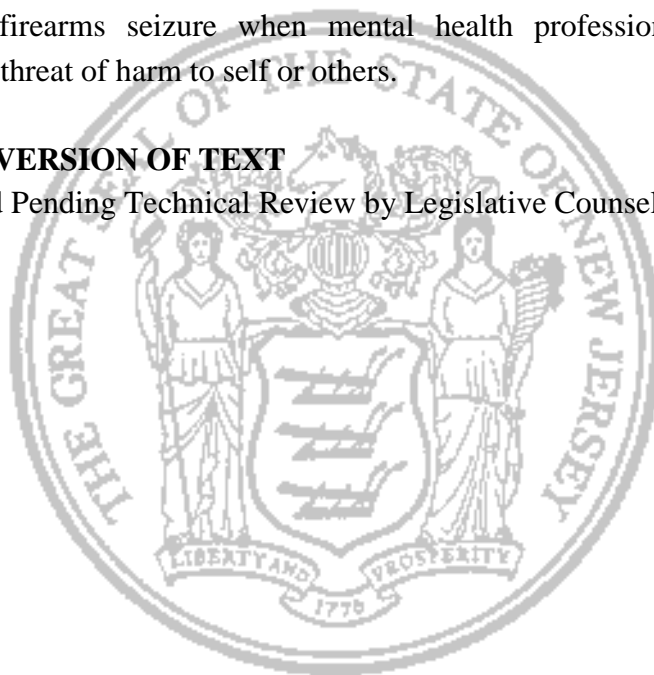 firearms seizure when mental health profession
threat of harm to self or others.
VERSION OF TEXT
Pending Technical Review by Legislative Counsel
THE GREAT SEAL OF THE STATE OF NEW JERSEY
LIBERTY AND PROSPERITY
1776